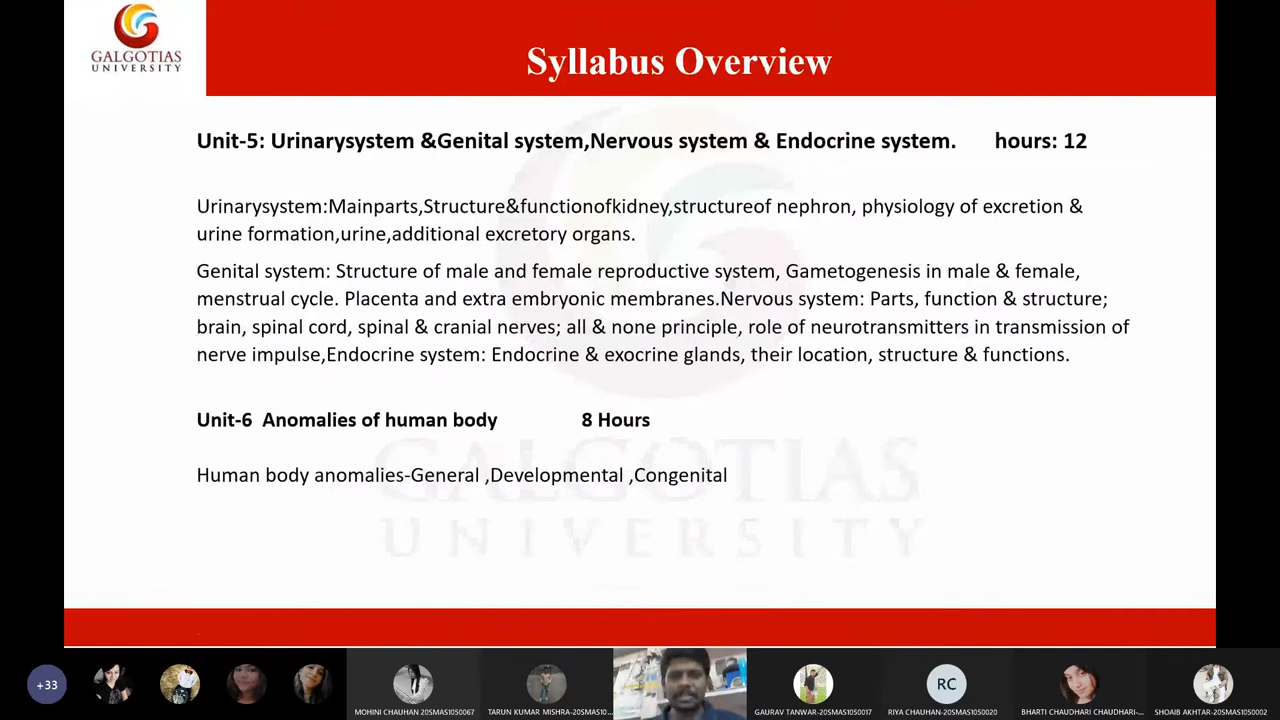 GALGOTIAS
UNIVERSITY
Syllabus Overview
Unit-5: Urinarysystem &Genital system,Nervous system & Endocrine system. hours: 12
Urinarysystem:Mainparts,Structure&functionofkidney,structureof nephron, physiology of excretion &
urine formation,urine,additional excretory organs.
Genital system: Structure of male and female reproductive system, Gametogenesis in male & female,
menstrual cycle. Placenta and extra embryonic membranes.Nervous system: Parts, function & structure;
brain, spinal cord, spinal & cranial nerves; all & none principle, role of neurotransmitters in transmission of
nerve impulse,Endocrine system: Endocrine & exocrine glands, their location, structure & functions.
Unit-6 Anomalies of human body 8 Hours
Human body anomalies-General ,Developmental ,Congenital
GALGOTIAS
UNIVERSITY
+33
RC
MOHINI CHAUHAN 20SMAS1050067
TARUN KUMAR MISHRA-20SMAS10...
GAURAV TANWAR-20SMAS1050017
RIYA CHAUHAN-20SMAS1050020
BHARTI CHAUDHARI CHAUDHARI-...
SHOAIB AKHTAR-20SMAS1050002